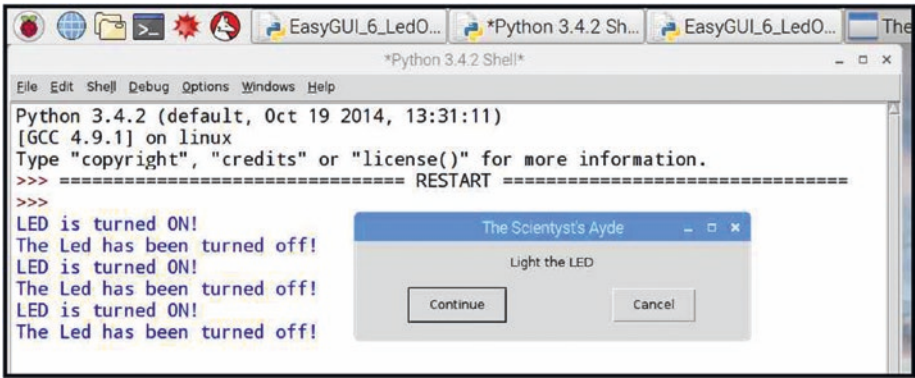 EasyGUI_6_LedO... *Python 3.4.2 Sh... EasyGUI_6_LedO... The
*Python 3.4.2 Shell*
File Edit Shell Debug Options Windows Help
Python 3.4.2 (default, Oct 19 2014, 13:31:11)
[GCC 4.9.1] on linux
Type "copyright", "credits" or "license()" for more information.
>>> ================================ RESTART ================================
>>>
LED is turned ON!
The Led has been turned off!
LED is turned ON!
The Led has been turned off!
LED is turned ON!
The Led has been turned off!
The Scientyst's Ayde
Light the LED
Continue Cancel